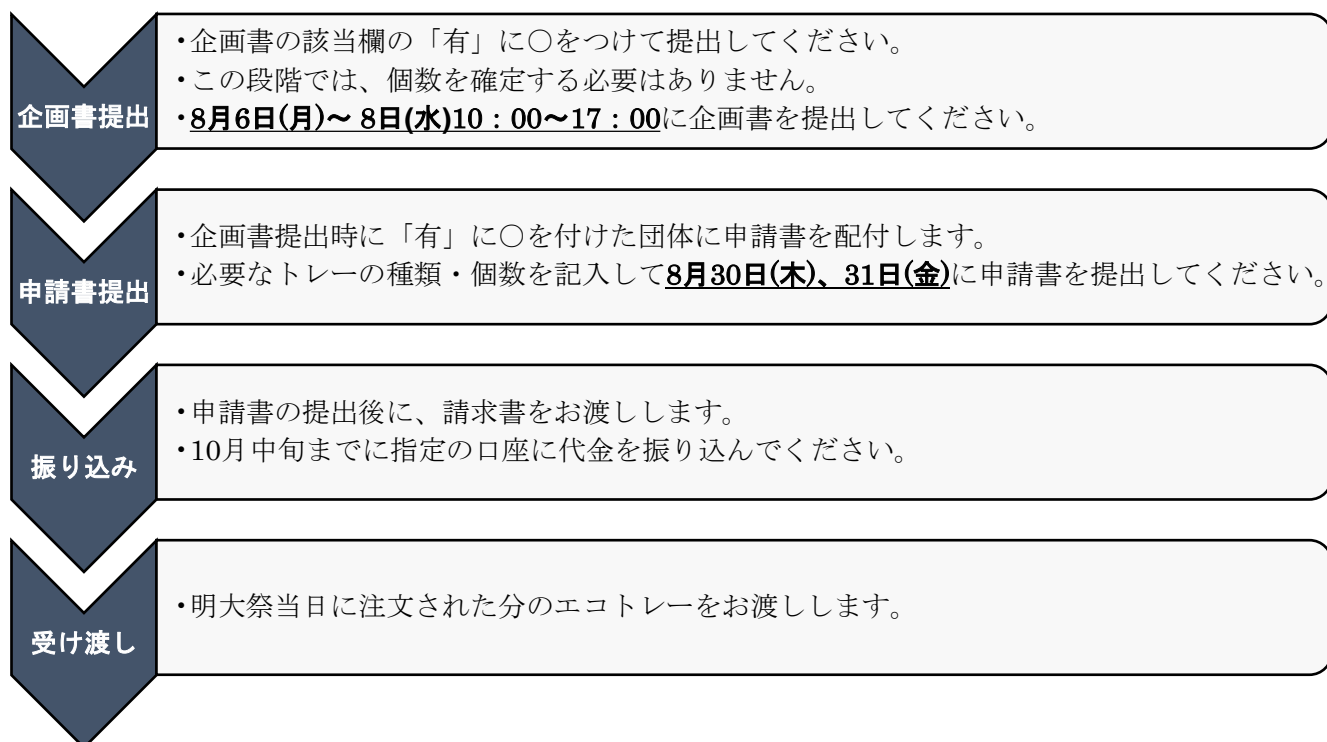 企画書提出
・企画書の該当欄の「有」に〇をつけて提出してください。
・この段階では、個数を確定する必要はありません。
・8月6日(月)～ 8日(水)10：00～17：00に企画書を提出してください。
申請書提出
・企画書提出時に「有」に〇を付けた団体に申請書を配付します。
・必要なトレーの種類・個数を記入して8月30日(木)、31日(金)に申請書を提出してください。
振り込み
・申請書の提出後に、請求書をお渡しします。
・10月中旬までに指定の口座に代金を振り込んでください。
受け渡し
・明大祭当日に注文された分のエコトレーをお渡しします。